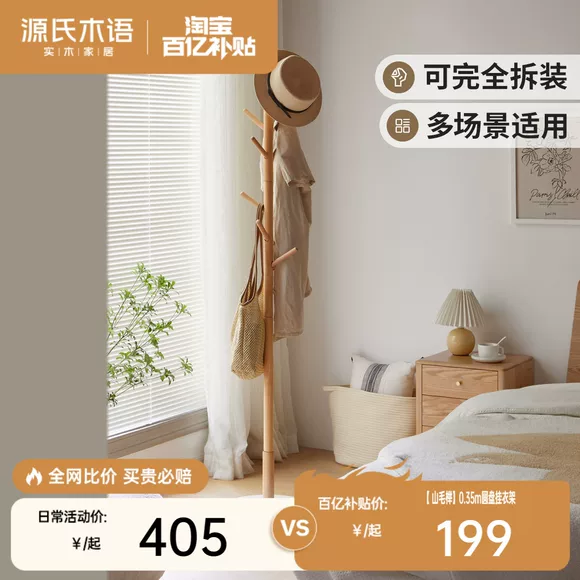 源氏木语
实·木·家·居
淘宝
百亿补贴
可完全拆装
多场景适用
全网比价 买贵必赔
日常活动价:
¥/起
405
VS
百亿补贴价:
¥/起
【山毛榉】0.35m圆盘挂衣架
199